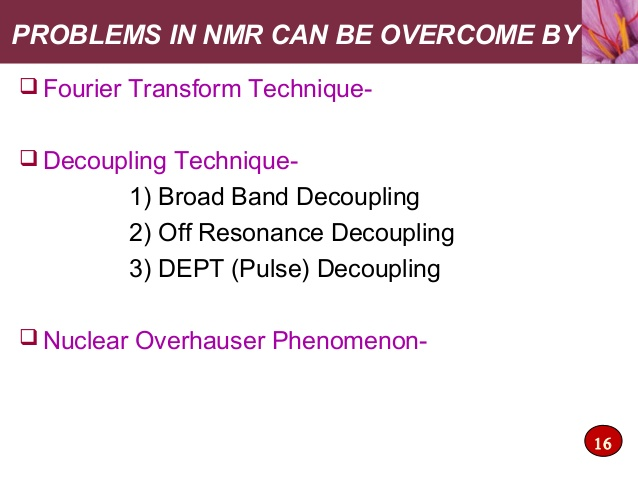 PROBLEMS IN NMR CAN BE OVERCOME BY
Fourier Transform Technique-
Decoupling Technique-
1) Broad Band Decoupling
2) Off Resonance Decoupling
3) DEPT (Pulse) Decoupling
Nuclear Overhauser Phenomenon-
16